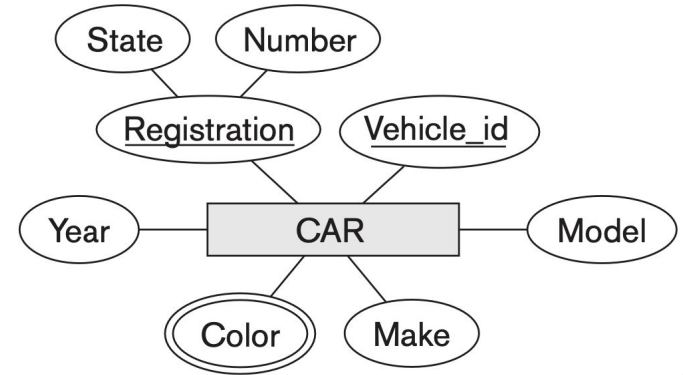 State
Number
Registration
Vehicle_id
Year
CAR
Model
Color
Make